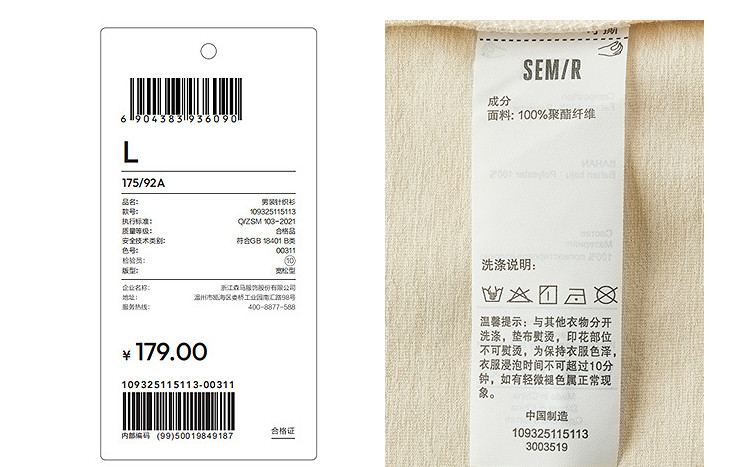 6 904383 936090
L
175/92A
品名: 男装针织衫
款号: 109325115113
执行标准: Q/ZSM 103-2021
质量等级: 合格品
安全技术类别: 符合GB 18401 B类
色号: 00311
检验员: 10
版型: 宽松型
企业名称: 浙江森马服饰股份有限公司
地址: 温州市瓯海区娄桥工业园南汇路98号
服务热线: 400-8877-588
¥ 179.00
109325115113-00311
内部编码 (99)50019849187
合格证
SEM/R
成分
面料: 100%聚酯纤维
洗涤说明:
温馨提示: 与其他衣物分开
洗涤, 垫布熨烫, 印花部位
不可熨烫, 为保持衣服色泽,
衣服浸泡时间不可超过10分
钟, 如有轻微褪色属正常现
象。
中国制造
109325115113
3003519